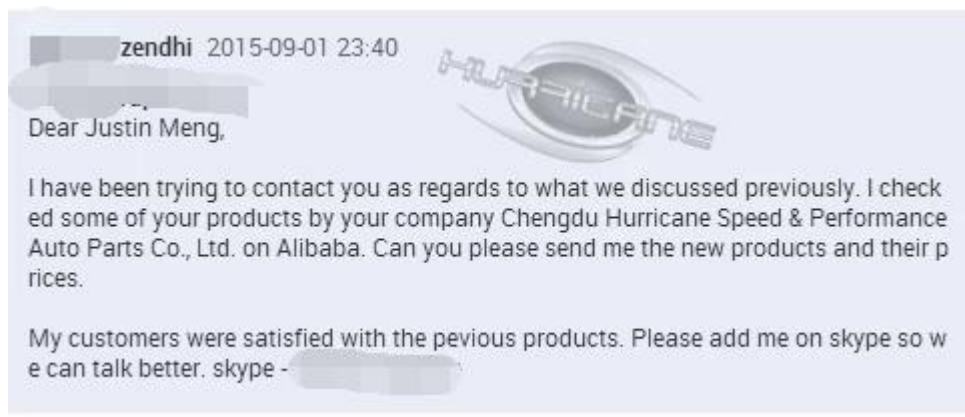 zendhi 2015-09-01 23:40
HURRICANE
Dear Justin Meng,
I have been trying to contact you as regards to what we discussed previously. I check
ed some of your products by your company Chengdu Hurricane Speed & Performance
Auto Parts Co., Ltd. on Alibaba. Can you please send me the new products and their p
rices.
My customers were satisfied with the pevious products. Please add me on skype so w
e can talk better. skype -